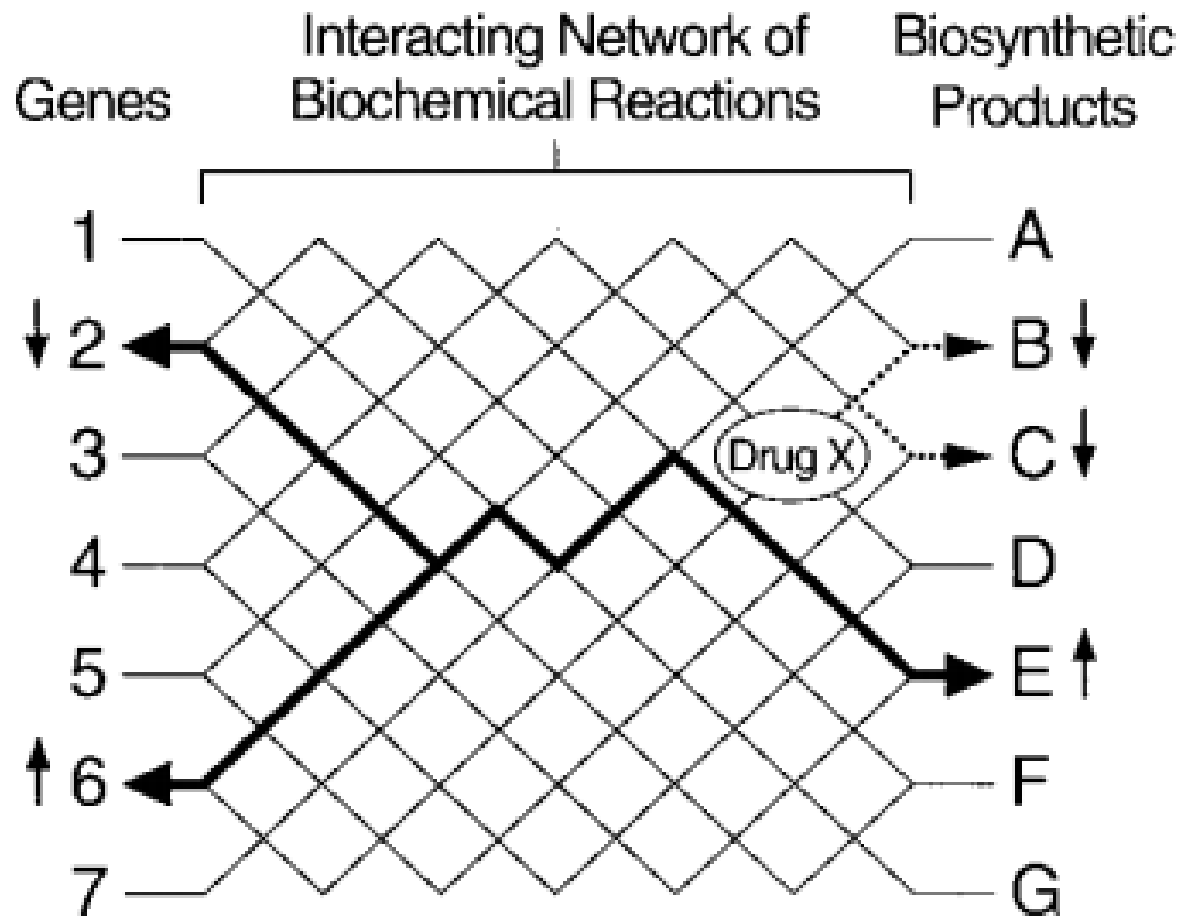 Genes
Interacting Network of
Biochemical Reactions
Biosynthetic
Products
1
A
↓ 2
B ↓
3
Drug X
C ↓
4
D
5
E ↑
↑ 6
F
7
G